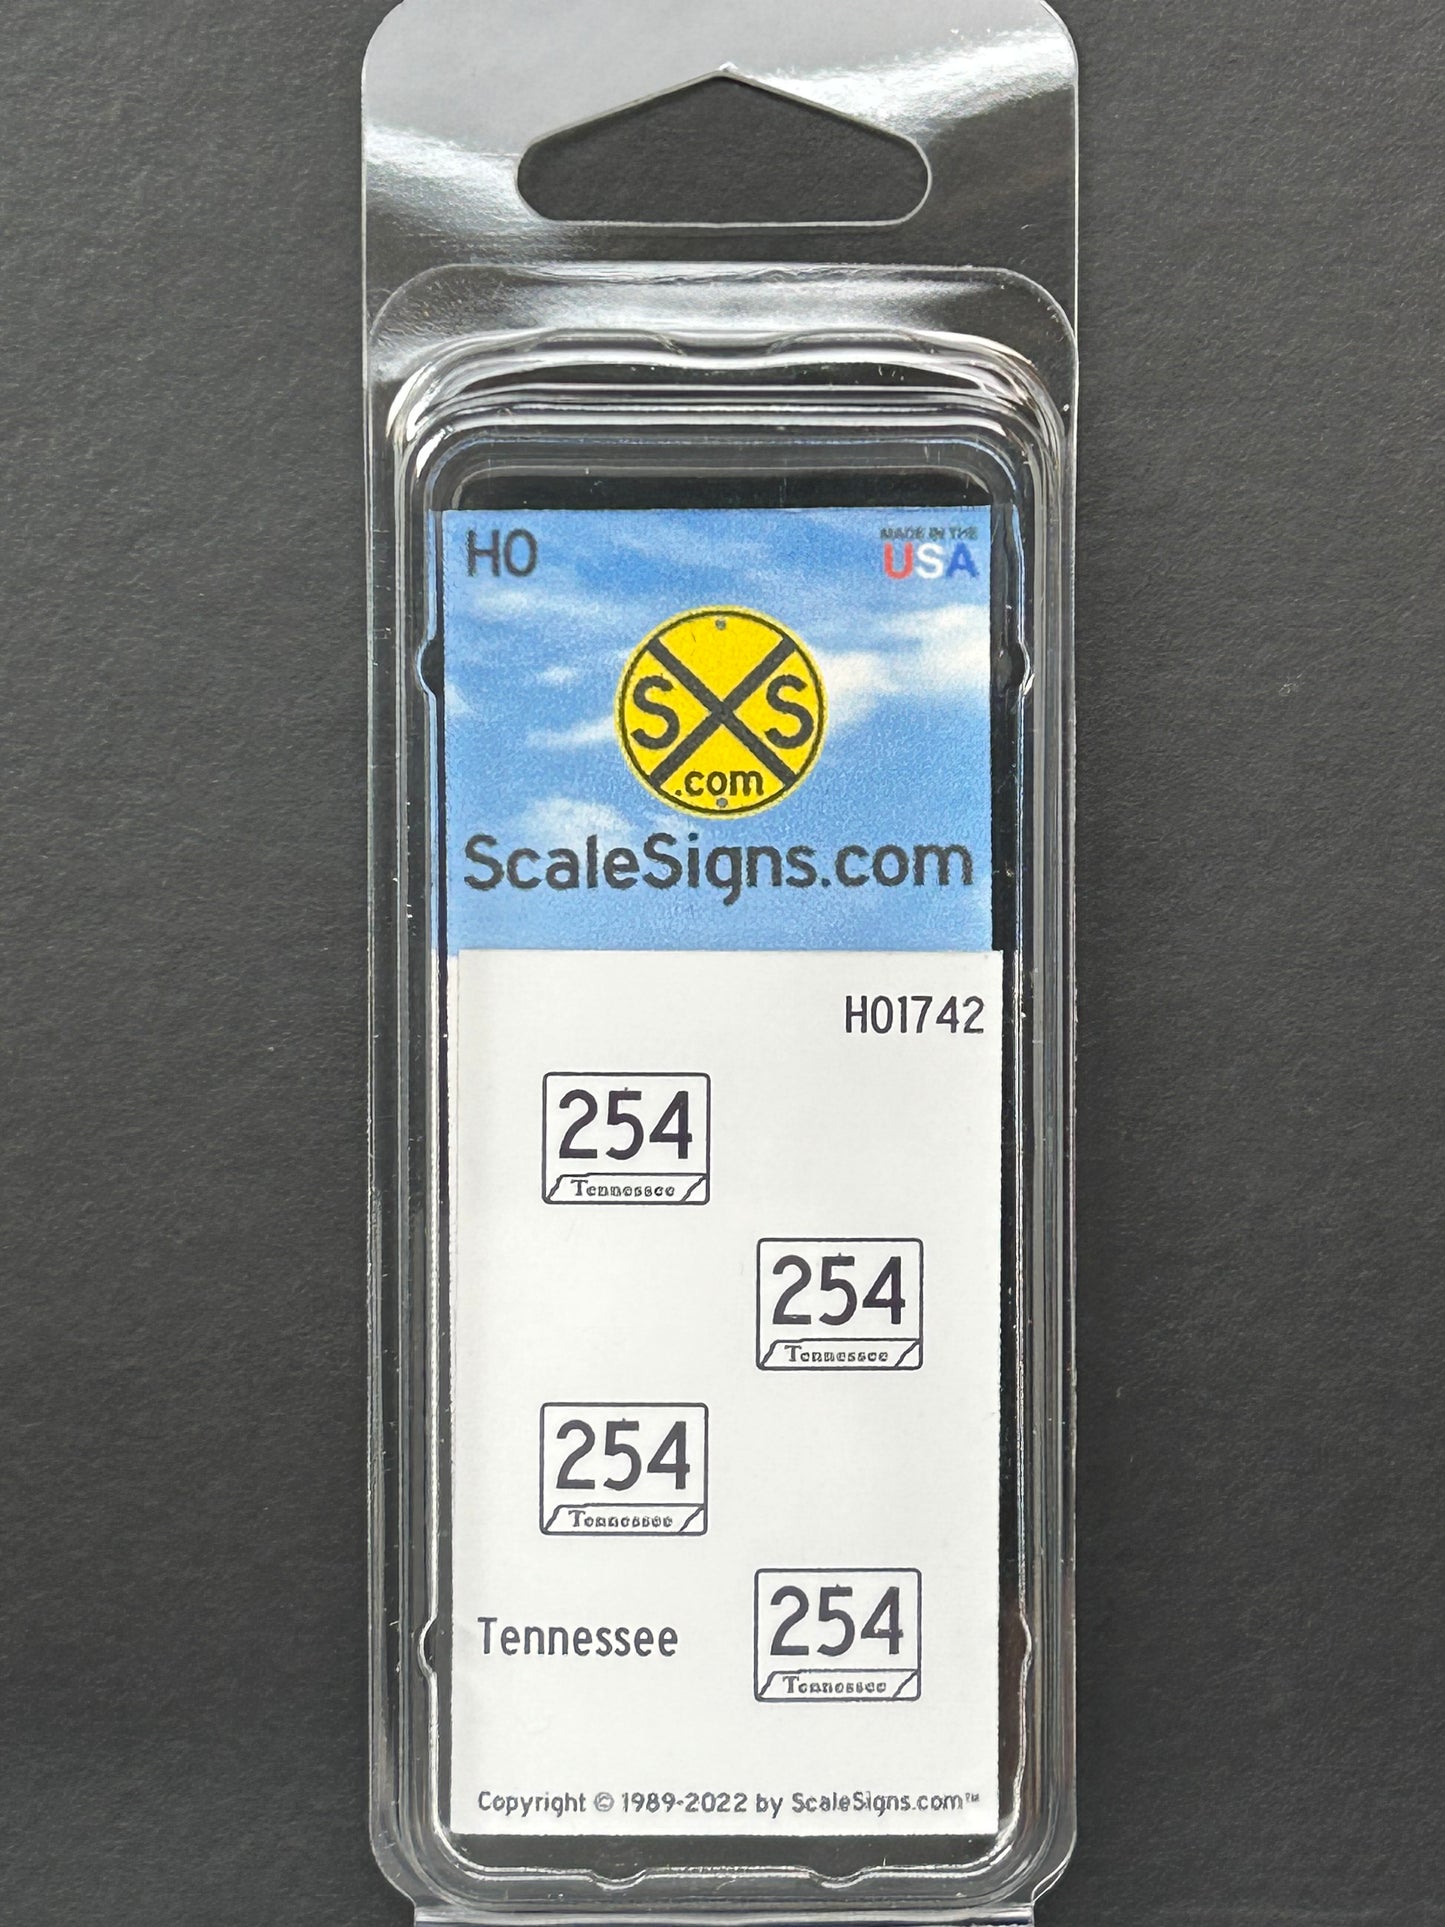 HO
MADE IN THE
USA
S S
.com
ScaleSigns.com
HO1742
254
Tennessee
254
Tennessee
254
Tennessee
254
Tennessee
Tennessee
Copyright © 1989-2022 by ScaleSigns.com™